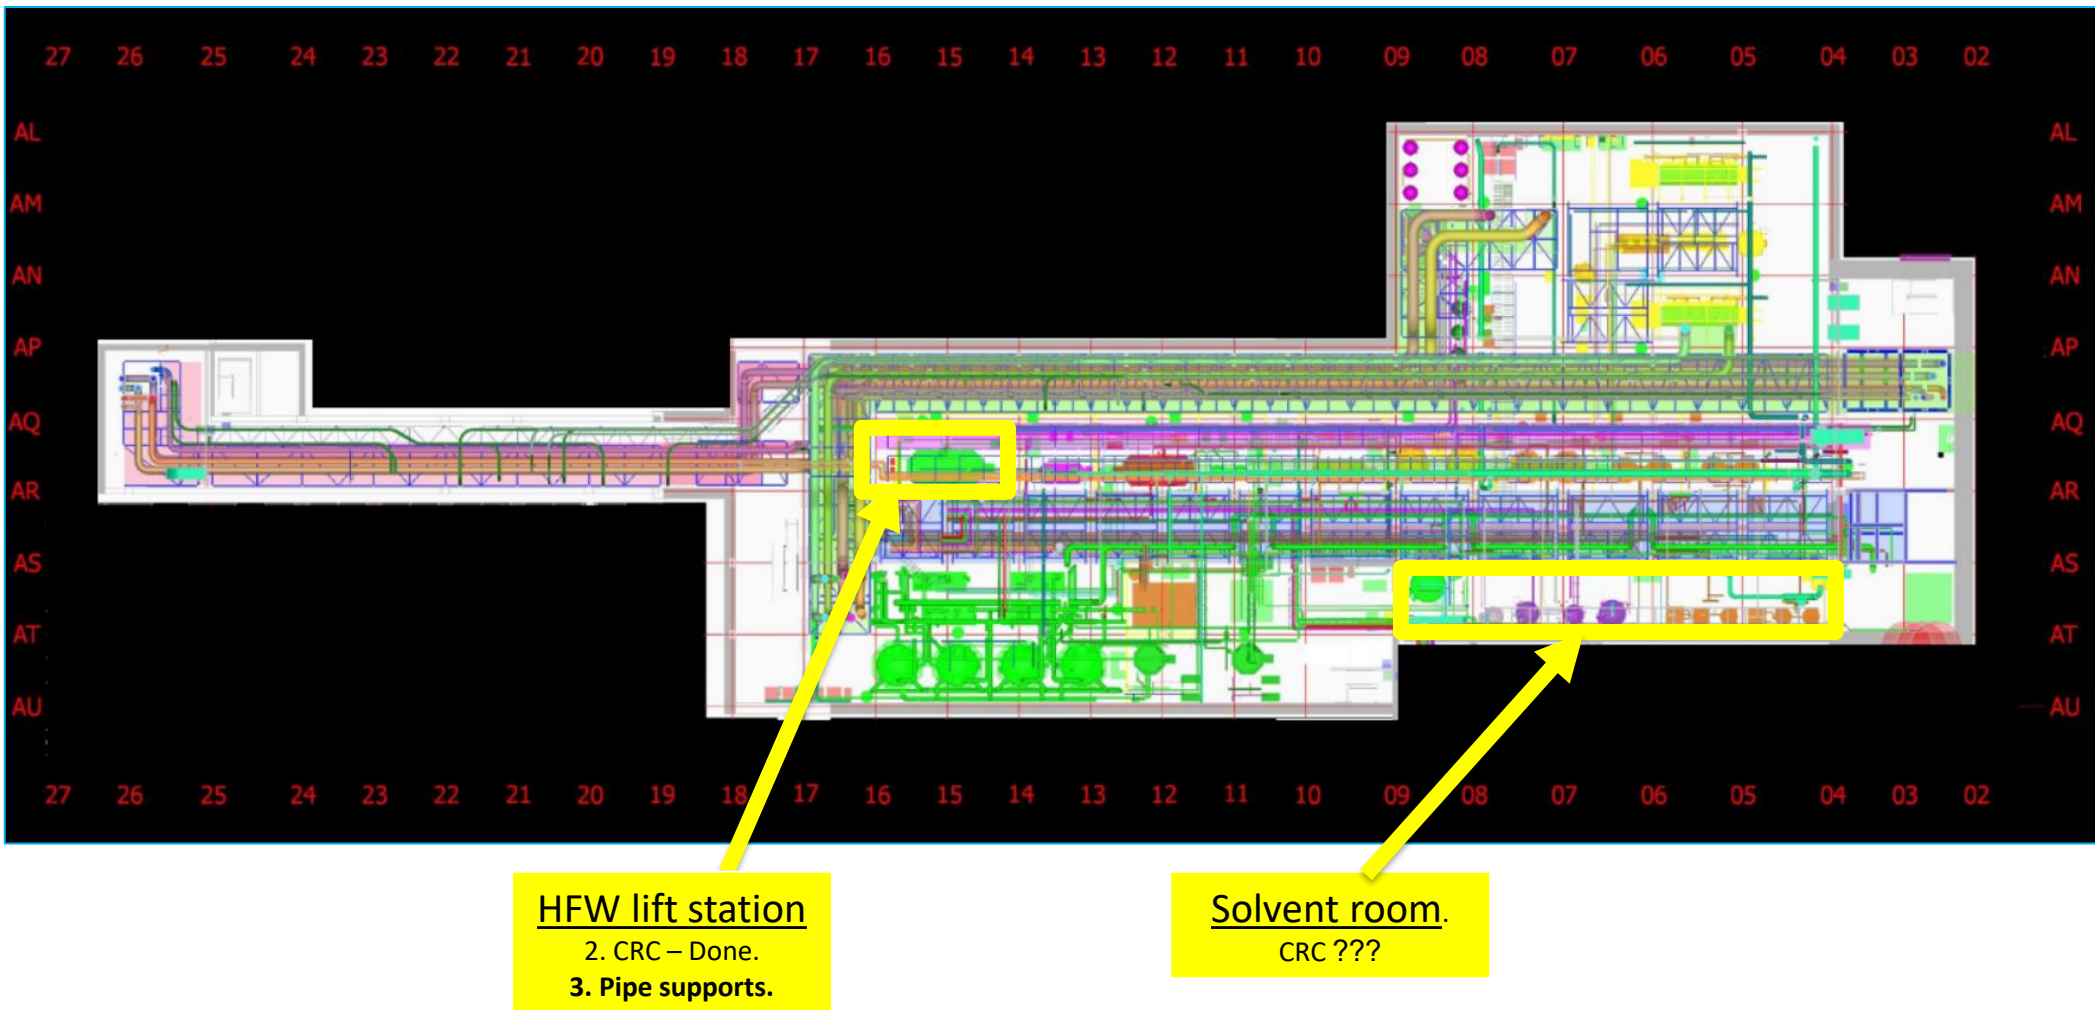 27 26 25 24 23 22 21 20 19 18 17 16 15 14 13 12 11 10 09 08 07 06 05 04 03 02
AL AL
AM AM
AN AN
AP AP
AQ AQ
AR AR
AS AS
AT AT
AU AU
27 26 25 24 23 22 21 20 19 18 17 16 15 14 13 12 11 10 09 08 07 06 05 04 03 02
HFW lift station
2. CRC – Done.
3. Pipe supports.
Solvent room.
CRC ???